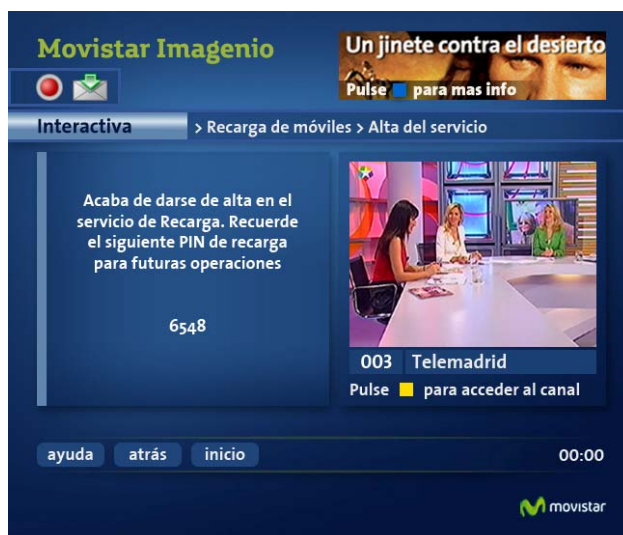 Movistar Imagenio
Un jinete contra el desierto
Pulse para mas info
Interactiva
> Recarga de móviles > Alta del servicio
Acaba de darse de alta en el
servicio de Recarga. Recuerde
el siguiente PIN de recarga
para futuras operaciones
6548
003 Telemadrid
Pulse para acceder al canal
ayuda atrás inicio
00:00
movistar